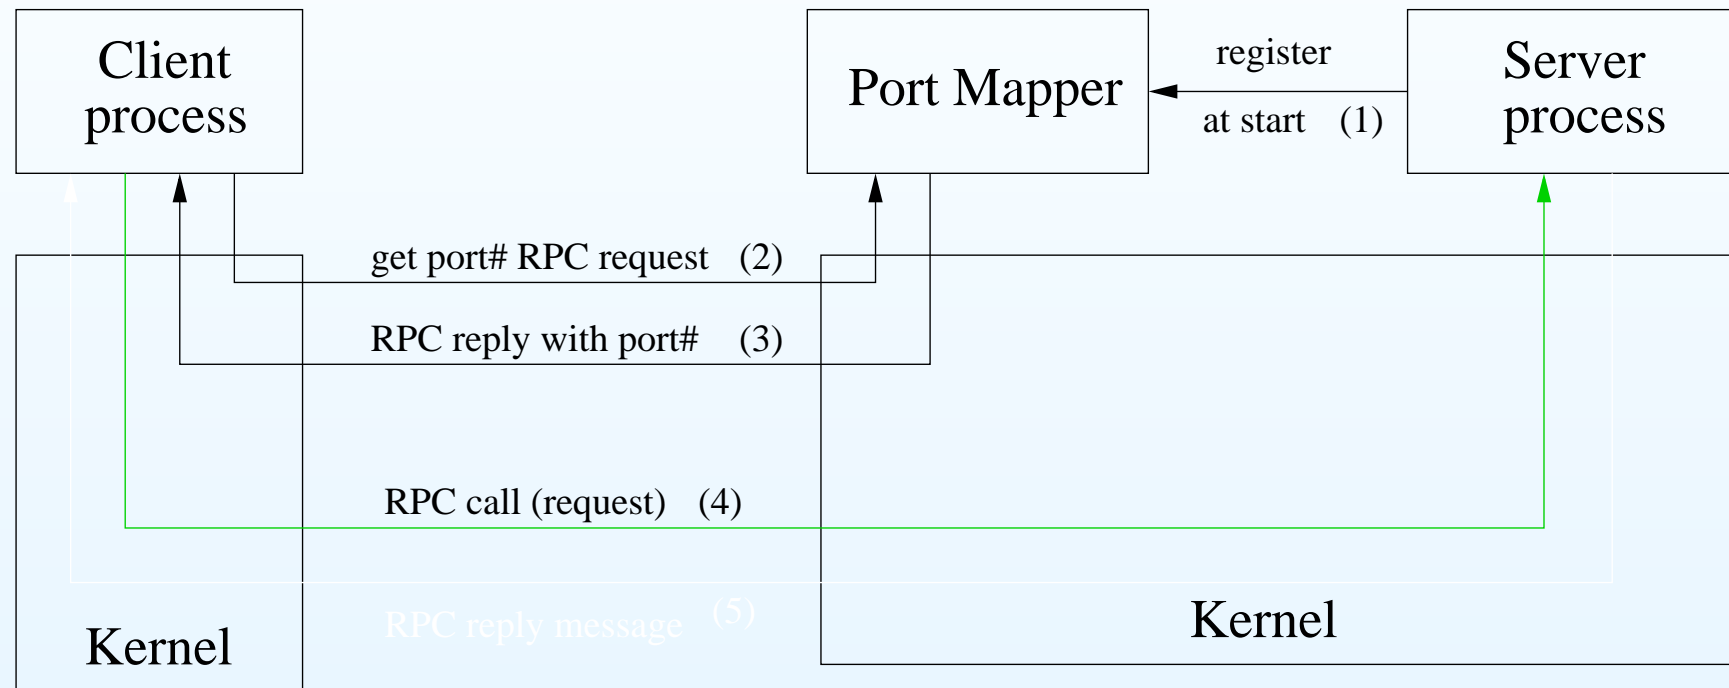 Client
process
Port Mapper
register
at start (1)
Server
process
get port# RPC request (2)
RPC reply with port# (3)
RPC call (request) (4)
RPC reply message (5)
Kernel
Kernel